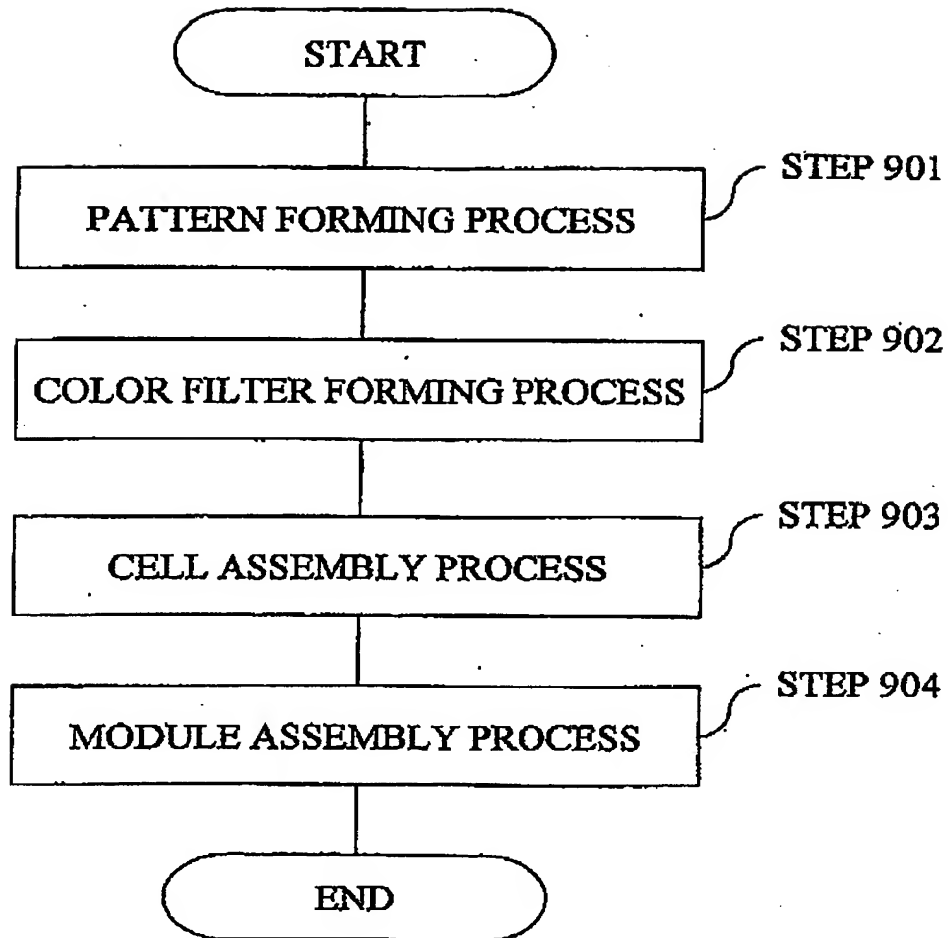 START
PATTERN FORMING PROCESS
STEP 901
COLOR FILTER FORMING PROCESS
STEP 902
CELL ASSEMBLY PROCESS
STEP 903
MODULE ASSEMBLY PROCESS
STEP 904
END